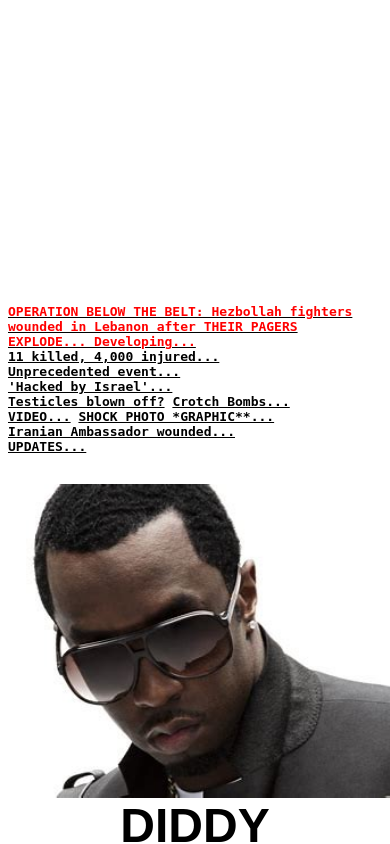 OPERATION BELOW THE BELT: Hezbollah fighters
wounded in Lebanon after THEIR PAGERS
EXPLODE... Developing...
11 killed, 4,000 injured...
Unprecedented event...
'Hacked by Israel'...
Testicles blown off? Crotch Bombs...
VIDEO... SHOCK PHOTO *GRAPHIC**...
Iranian Ambassador wounded...
UPDATES...
DIDDY